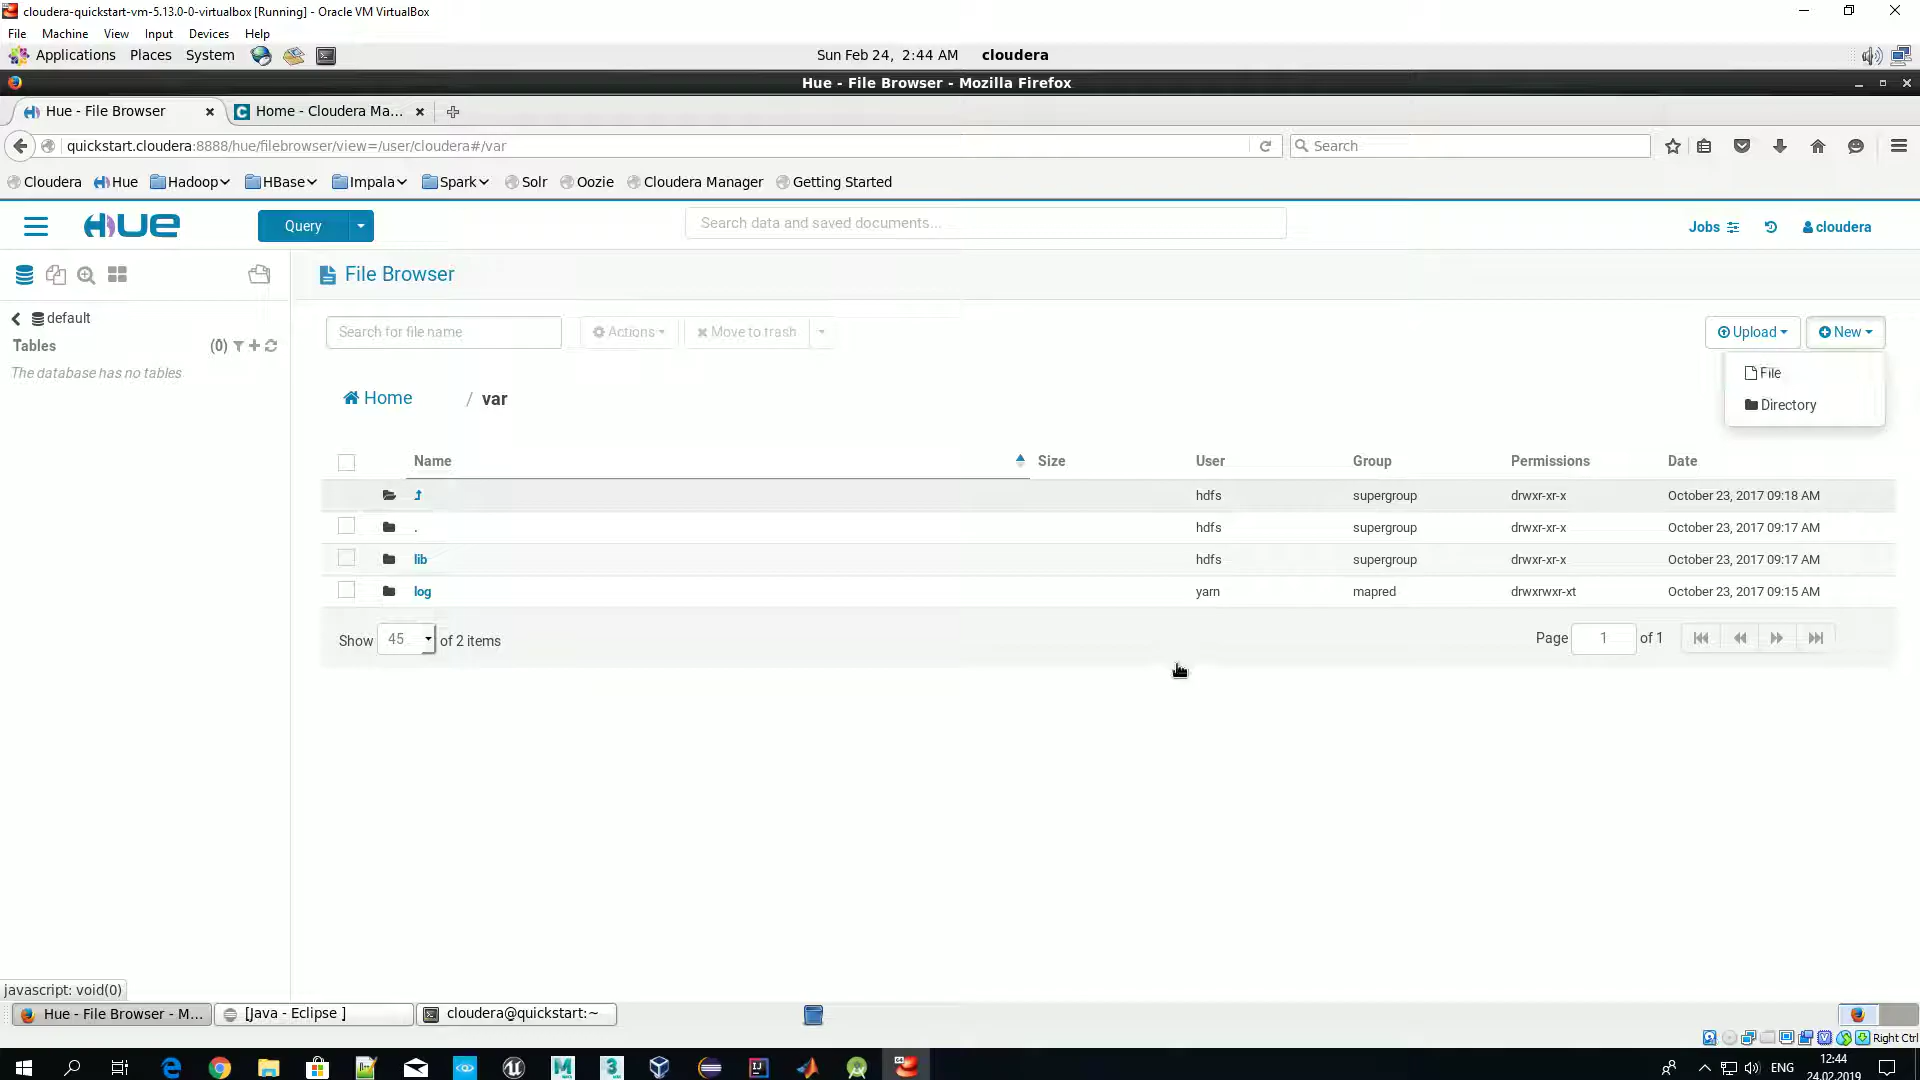 cloudera-quickstart-vm-5.13.0-0-virtualbox [Running] - Oracle VM VirtualBox
File Machine View Input Devices Help
Applications Places System Sun Feb 24, 2:44 AM cloudera
Hue - File Browser - Mozilla Firefox
Hue - File Browser Home - Cloudera Ma...
quickstart.cloudera:8888/hue/filebrowser/view=/user/cloudera#/var Search
Cloudera Hue Hadoop HBase Impala Spark Solr Oozie Cloudera Manager Getting Started
HUE Query Search data and saved documents... Jobs cloudera
File Browser
default
Tables (0)
The database has no tables
Search for file name Actions Move to trash Upload New
File
Directory
Home / var
Name Size User Group Permissions Date
hdfs supergroup drwxr-xr-x October 23, 2017 09:18 AM
. hdfs supergroup drwxr-xr-x October 23, 2017 09:17 AM
lib hdfs supergroup drwxr-xr-x October 23, 2017 09:17 AM
log yarn mapred drwxrwxr-xt October 23, 2017 09:15 AM
Show 45 of 2 items Page 1 of 1
javascript: void(0)
Hue - File Browser - M... [Java - Eclipse ] cloudera@quickstart:~
Right Ctrl
ENG 12:44
24.02.2019